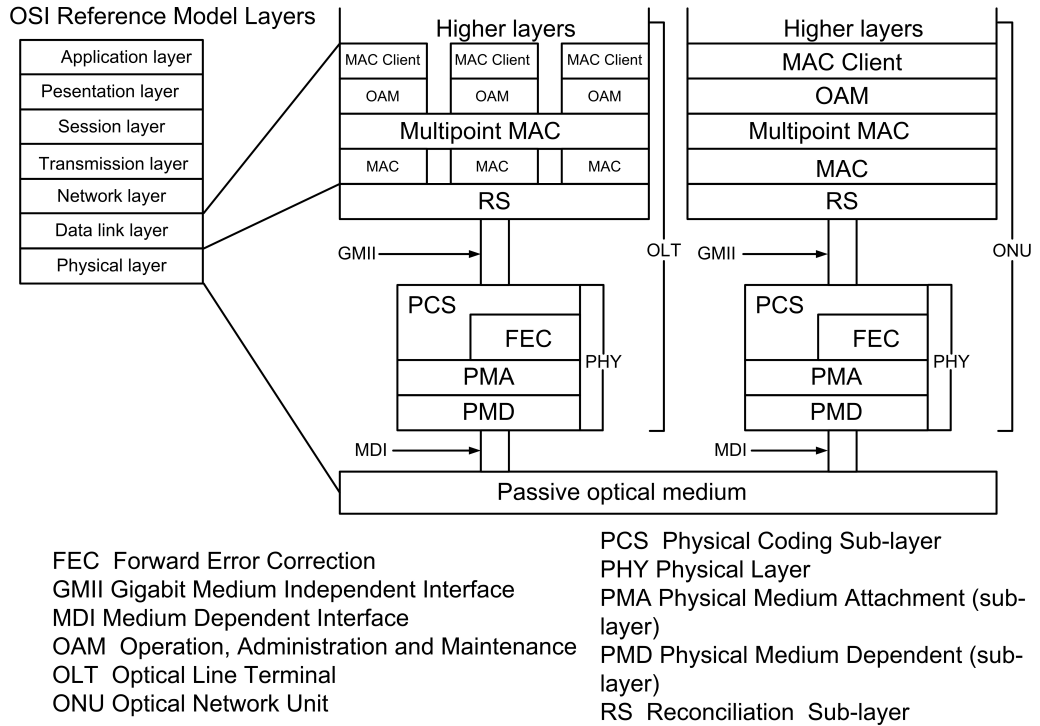 OSI Reference Model Layers
Application layer
Pesentation layer
Session layer
Transmission layer
Network layer
Data link layer
Physical layer
Higher layers
MAC Client MAC Client MAC Client
OAM OAM OAM
Multipoint MAC
MAC MAC MAC
RS
GMII
OLT
PCS
FEC
PHY
PMA
PMD
MDI
Higher layers
MAC Client
OAM
Multipoint MAC
MAC
RS
GMII
ONU
PCS
FEC
PHY
PMA
PMD
MDI
Passive optical medium
FEC Forward Error Correction
GMII Gigabit Medium Independent Interface
MDI Medium Dependent Interface
OAM Operation, Administration and Maintenance
OLT Optical Line Terminal
ONU Optical Network Unit
PCS Physical Coding Sub-layer
PHY Physical Layer
PMA Physical Medium Attachment (sub-
layer)
PMD Physical Medium Dependent (sub-
layer)
RS Reconciliation Sub-layer